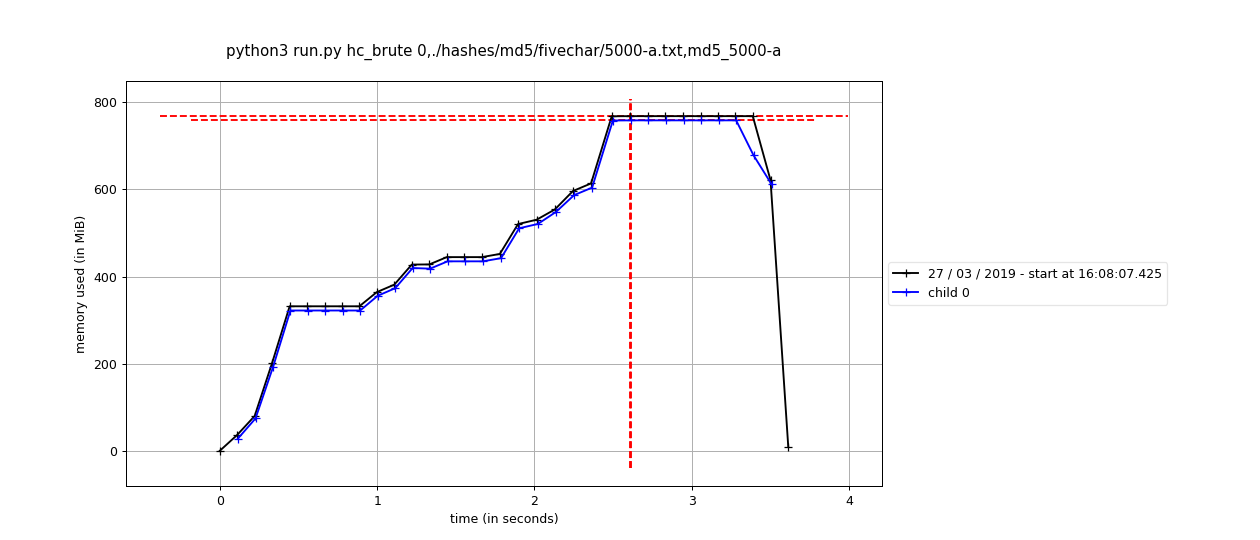 python3 run.py hc_brute 0,./hashes/md5/fivechar/5000-a.txt,md5_5000-a
800
600
400
200
0
memory used (in MiB)
0 1 2 3 4
time (in seconds)
27 / 03 / 2019 - start at 16:08:07.425
child 0